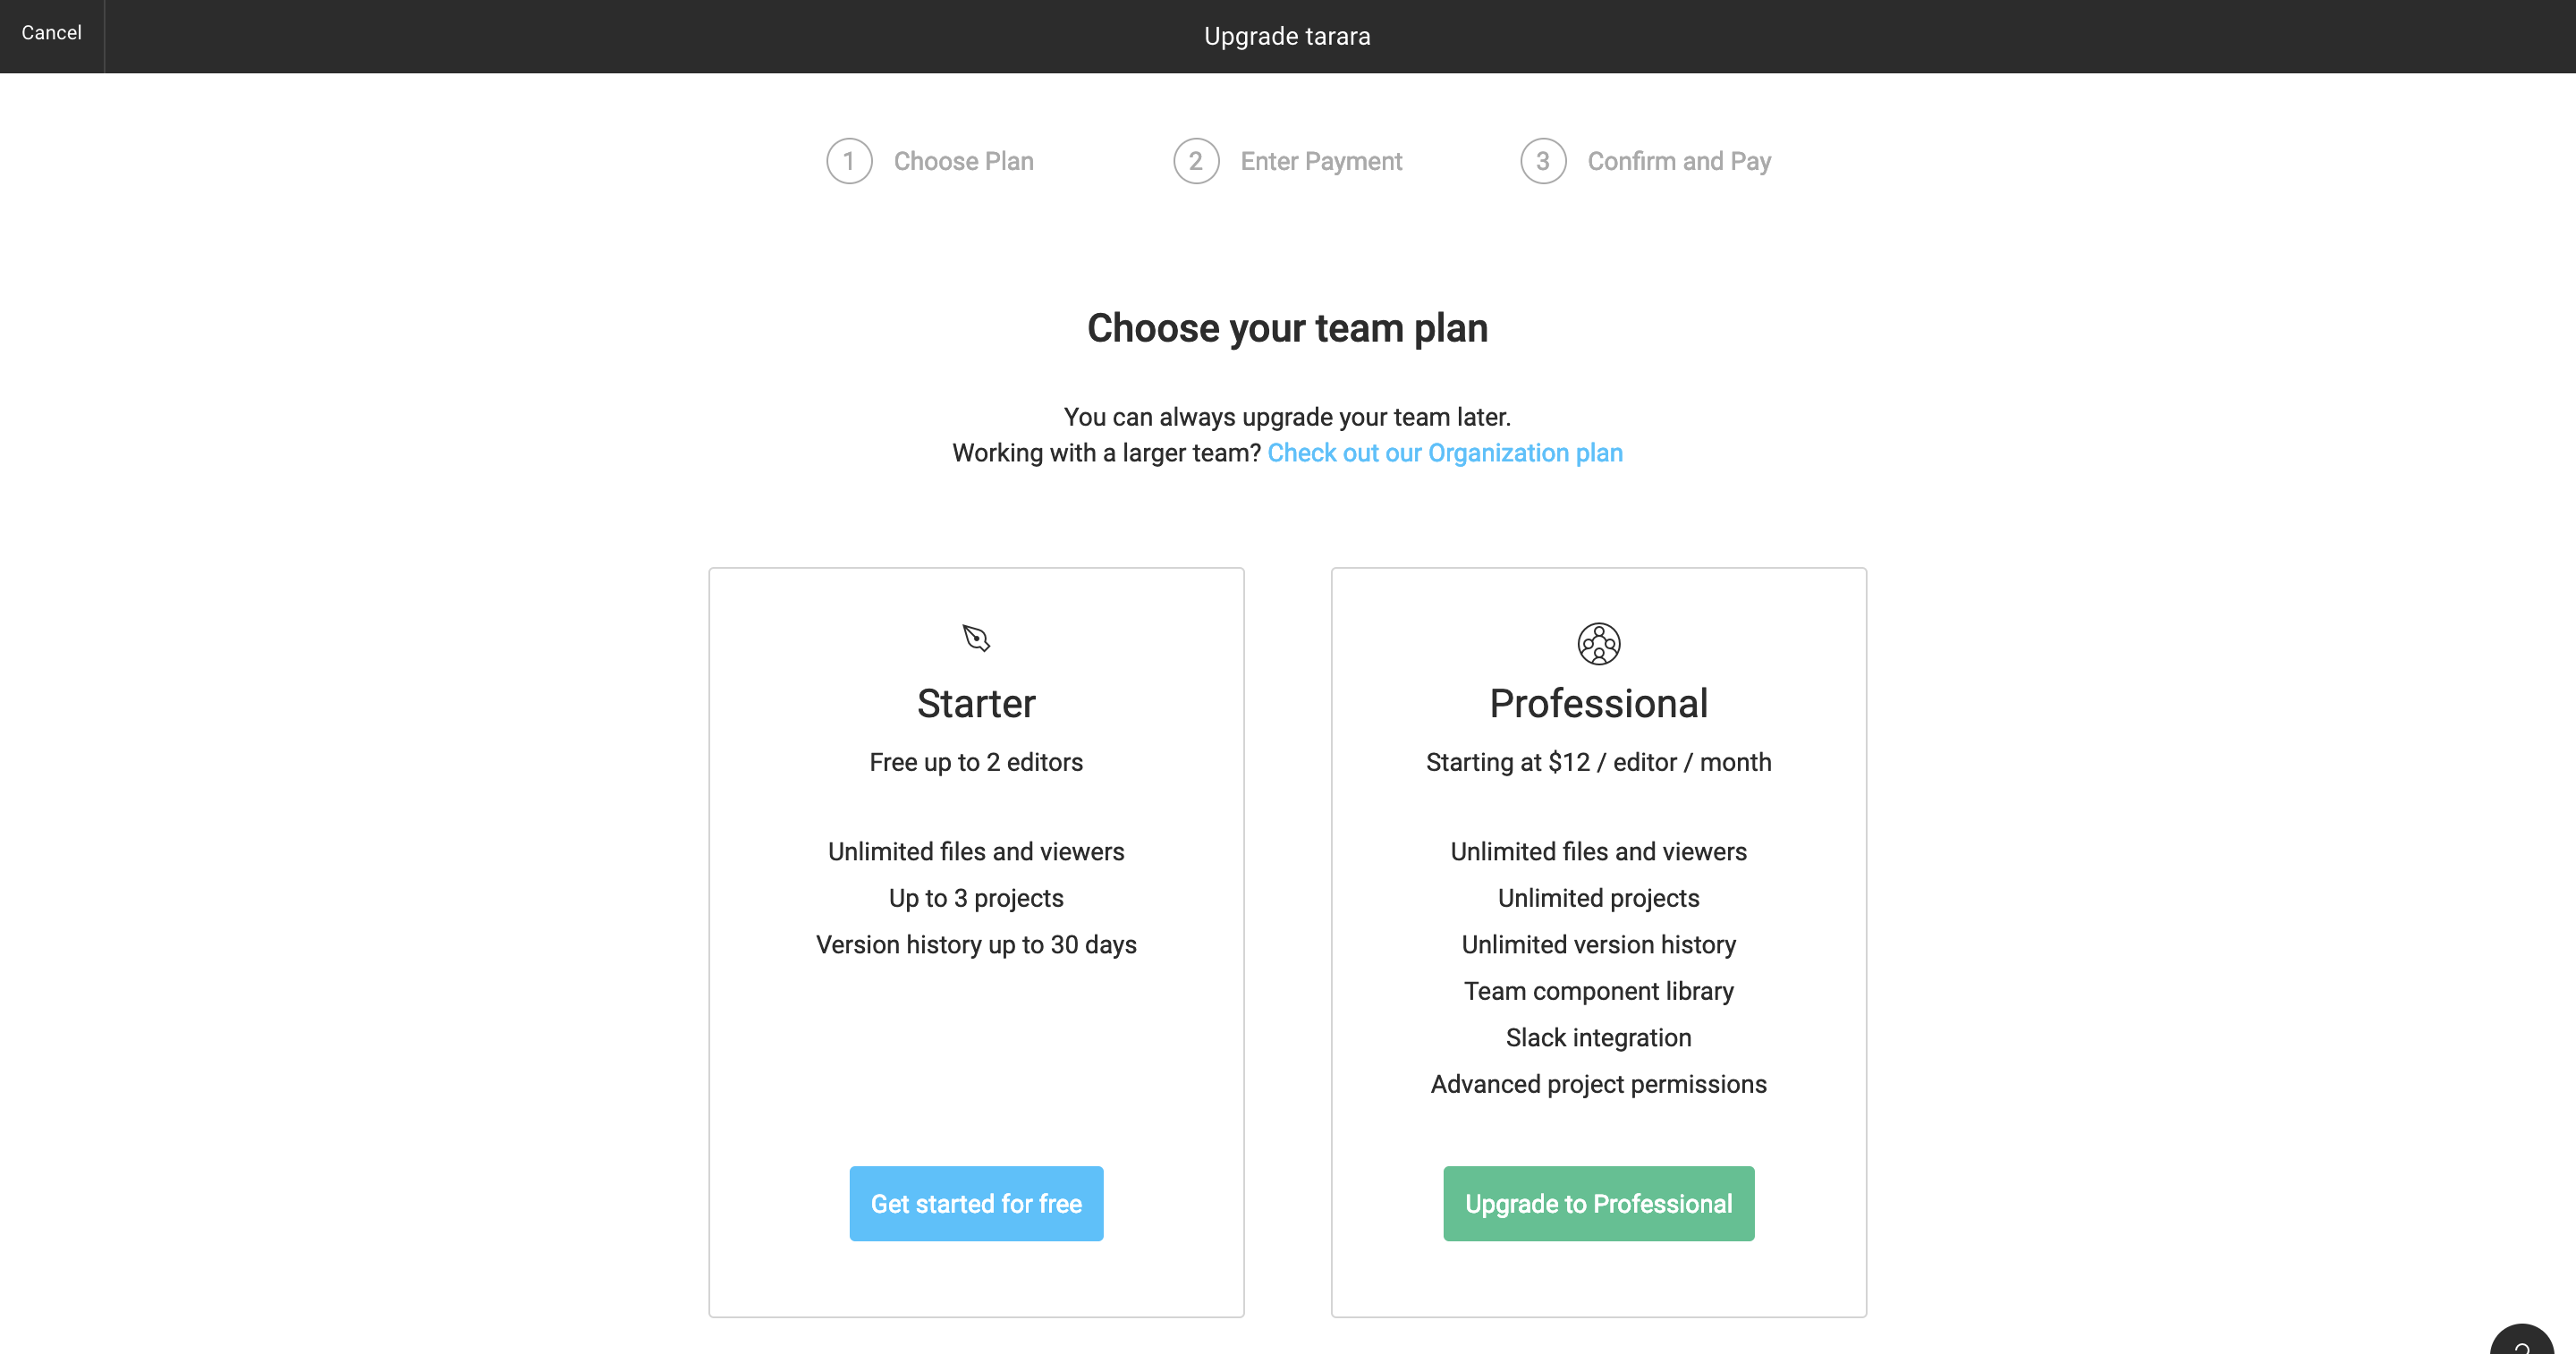 Cancel
Upgrade tarara
1 Choose Plan
2 Enter Payment
3 Confirm and Pay
Choose your team plan
You can always upgrade your team later.
Working with a larger team? Check out our Organization plan
Starter
Free up to 2 editors
Unlimited files and viewers
Up to 3 projects
Version history up to 30 days
Get started for free
Professional
Starting at $12 / editor / month
Unlimited files and viewers
Unlimited projects
Unlimited version history
Team component library
Slack integration
Advanced project permissions
Upgrade to Professional
?